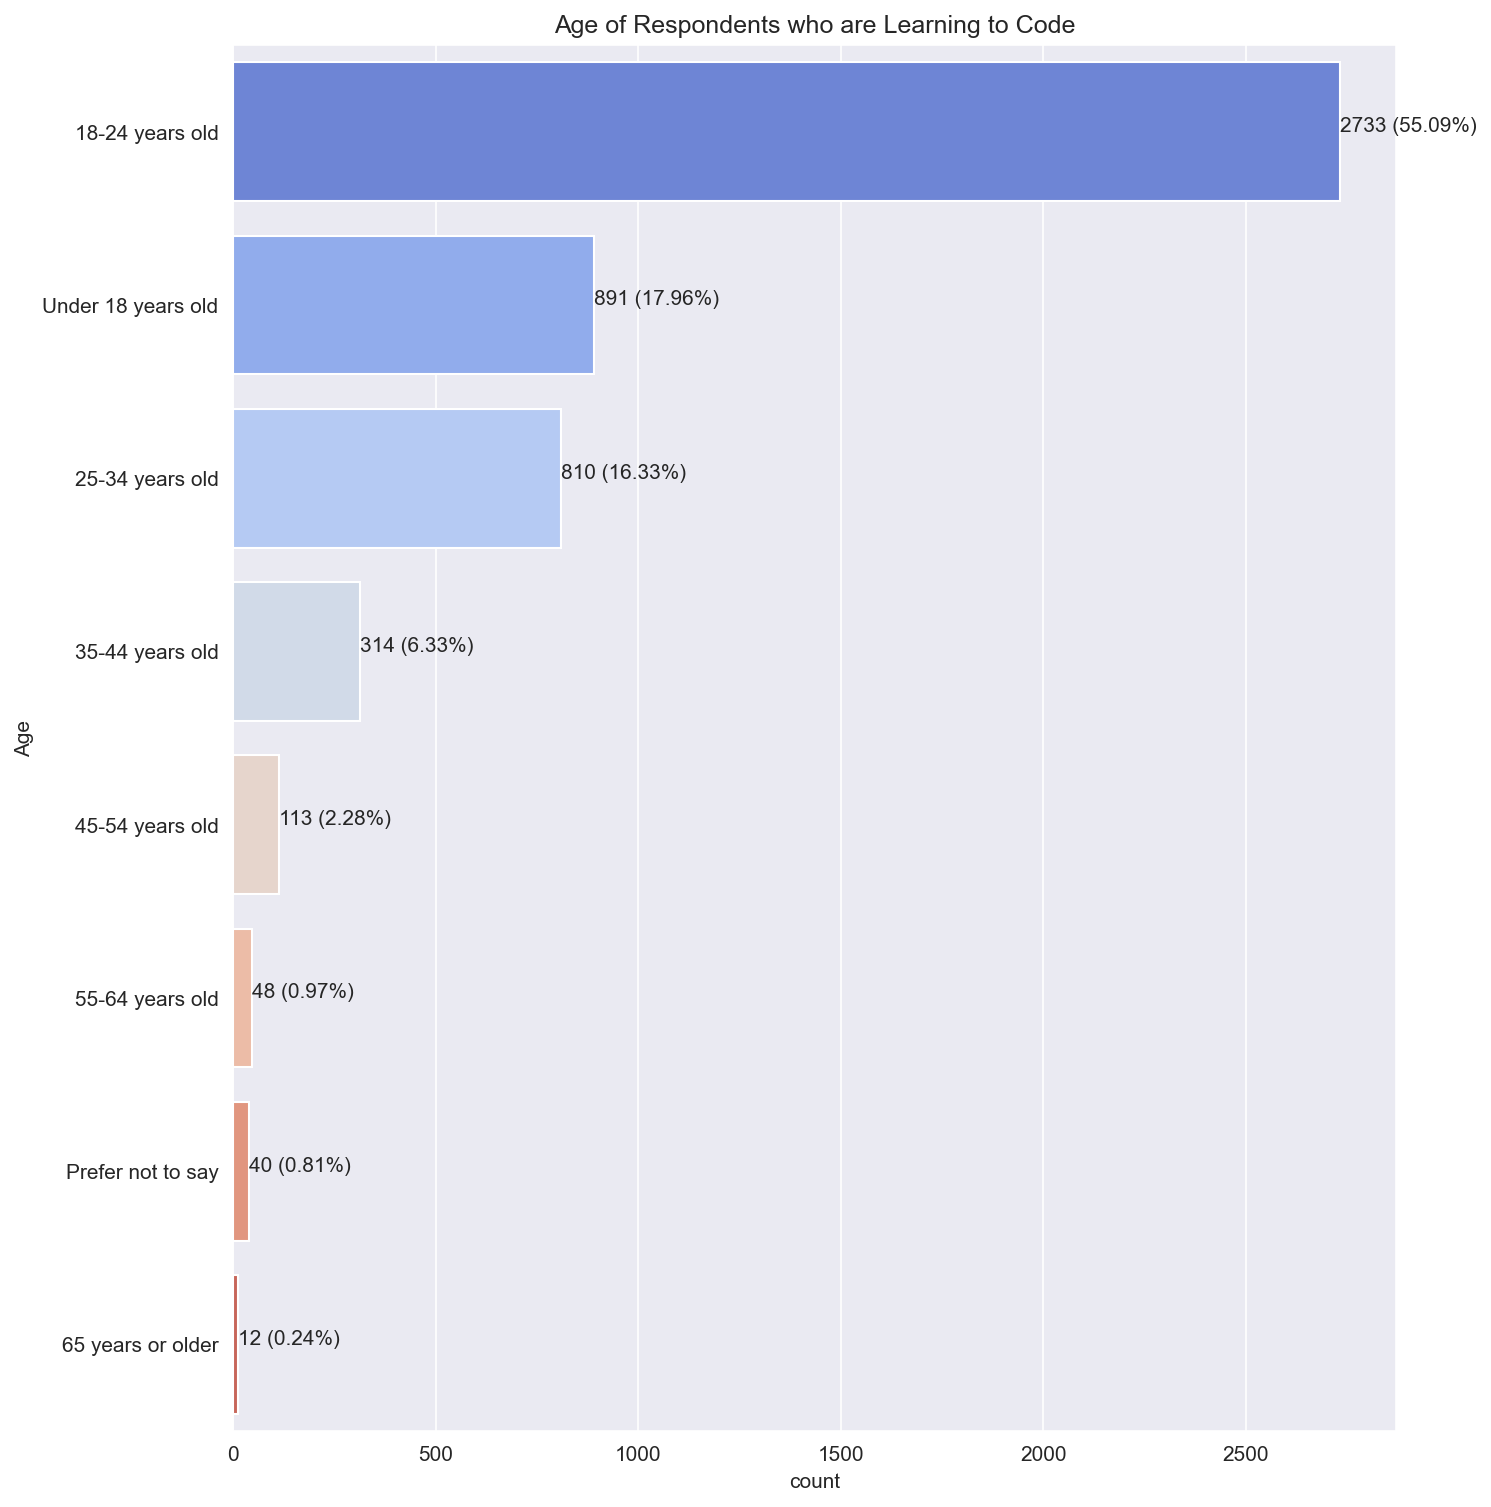 Age of Respondents who are Learning to Code
18-24 years old
2733 (55.09%)
Under 18 years old
891 (17.96%)
25-34 years old
810 (16.33%)
35-44 years old
314 (6.33%)
Age
45-54 years old
113 (2.28%)
55-64 years old
48 (0.97%)
Prefer not to say
40 (0.81%)
65 years or older
12 (0.24%)
0 500 1000 1500 2000 2500
count